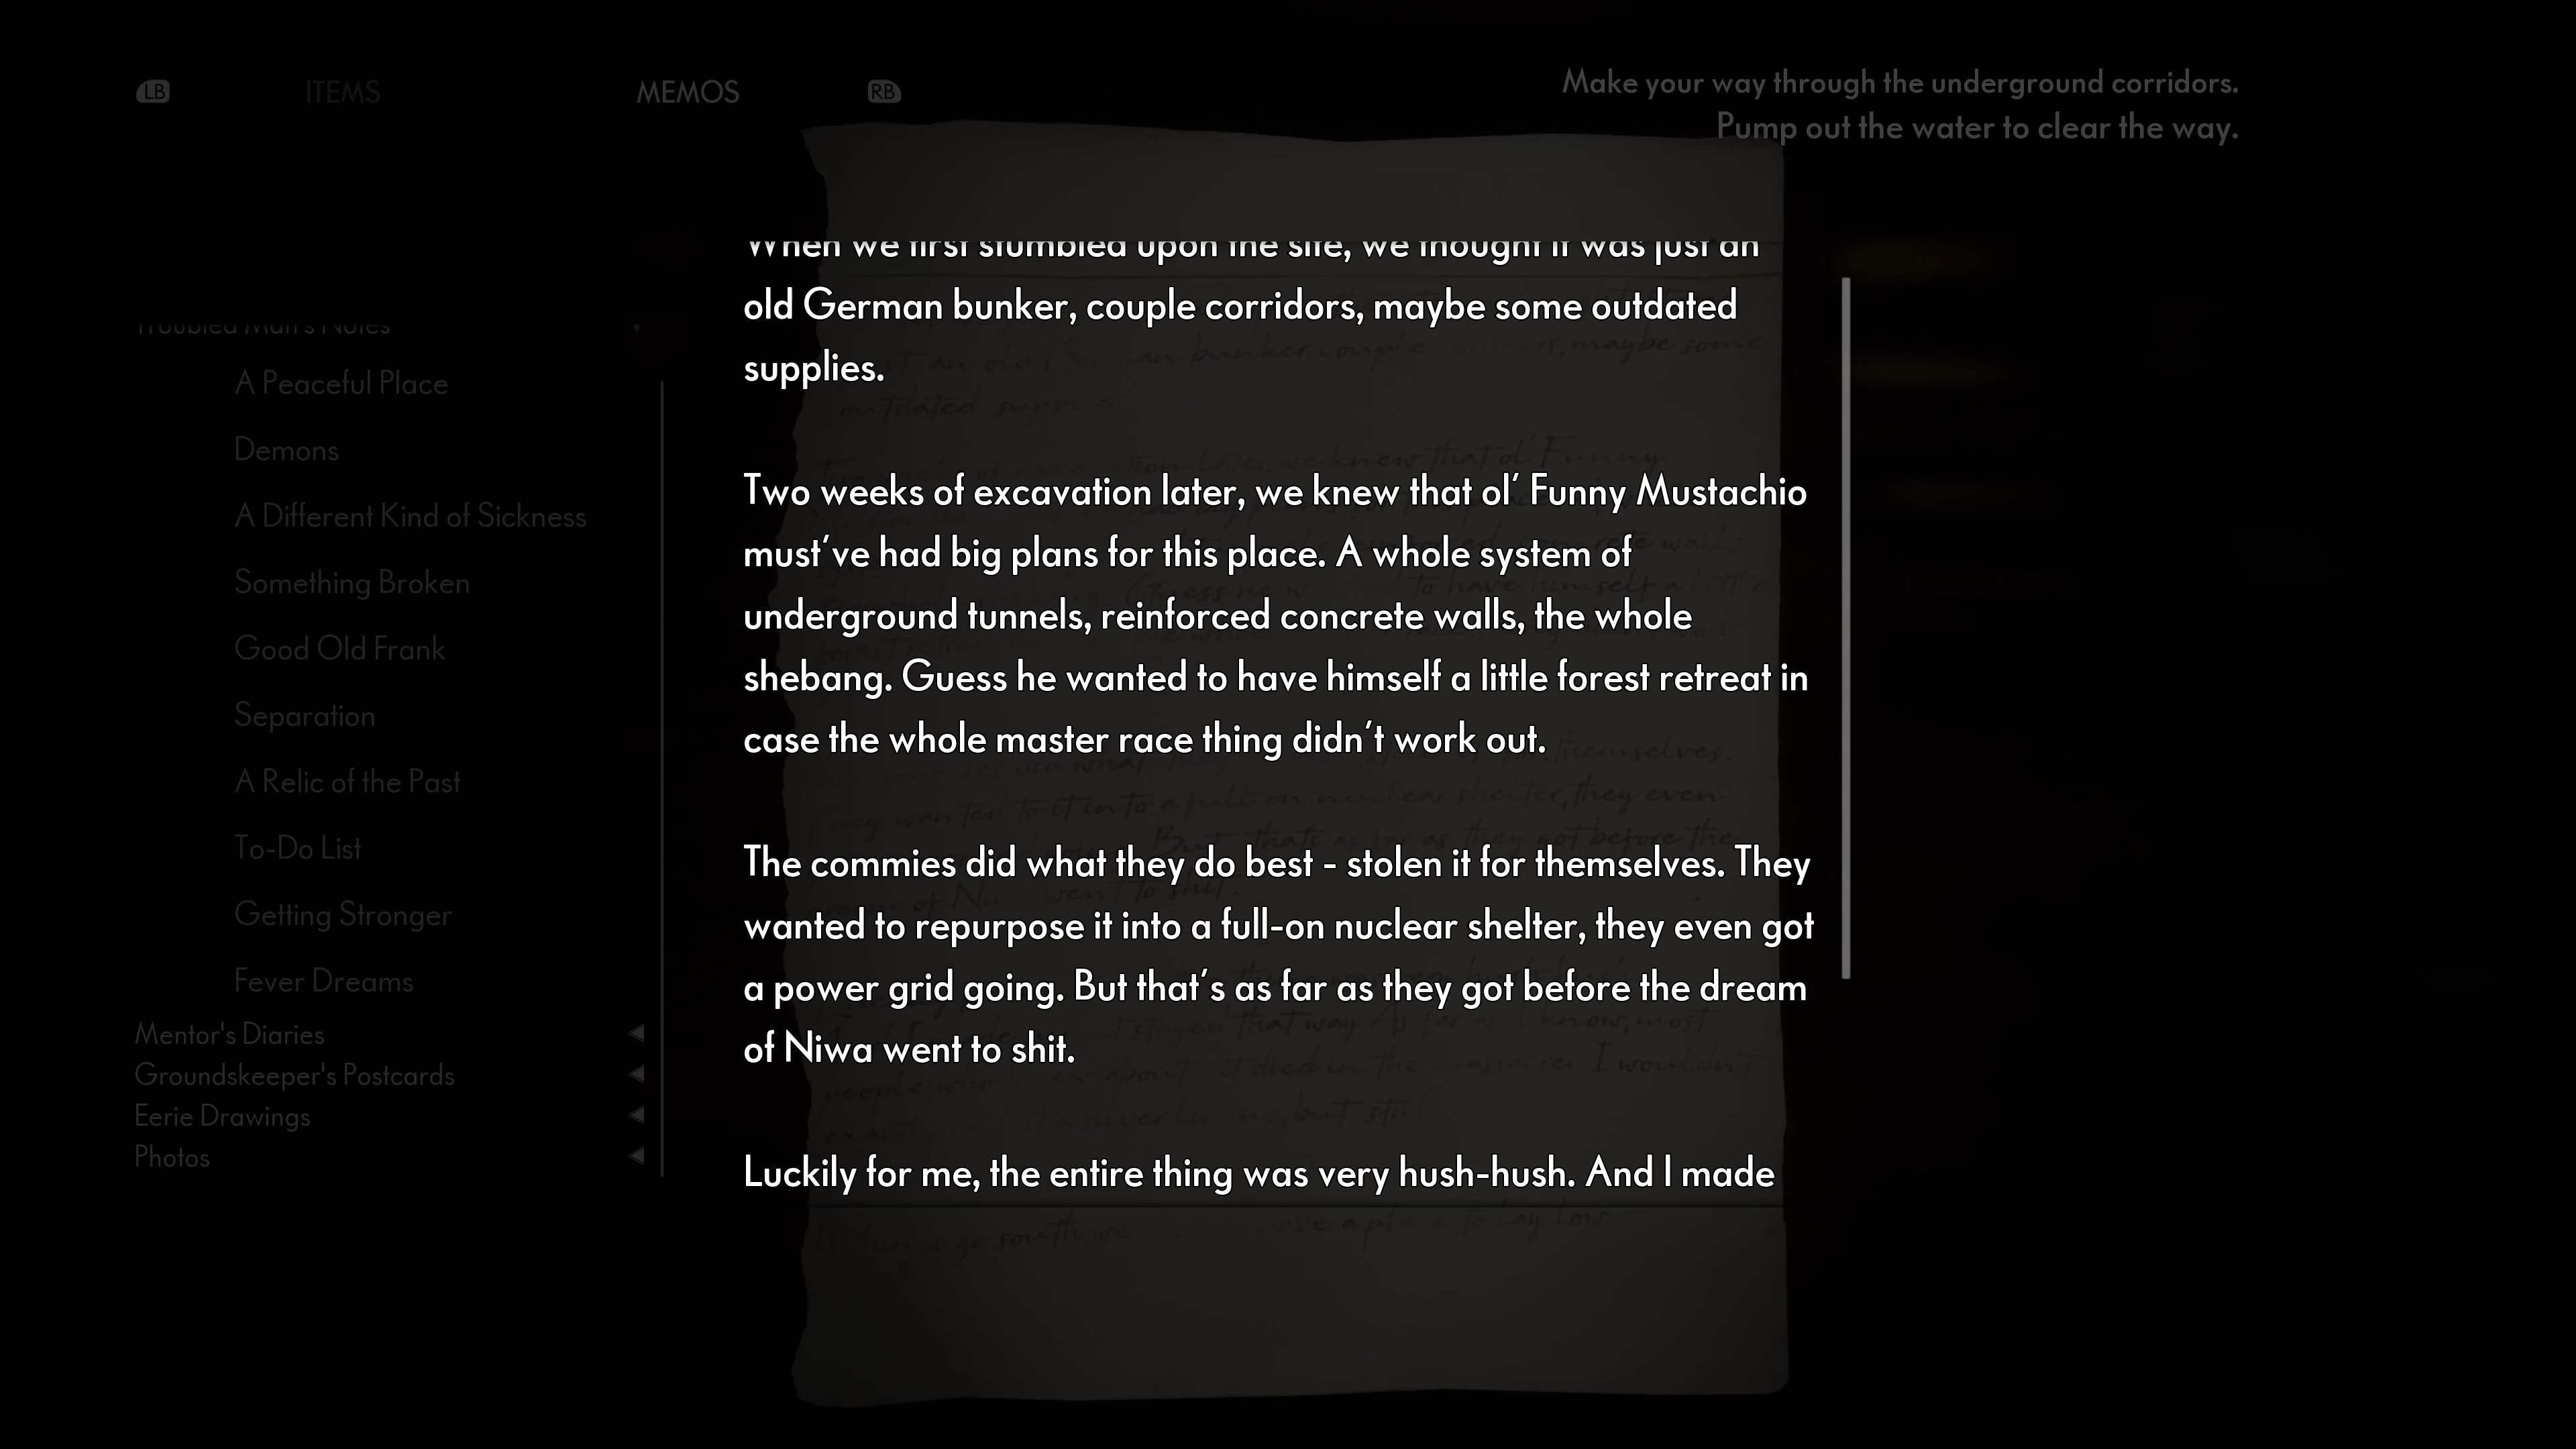 LB ITEMS MEMOS RB
Make your way through the underground corridors.
Pump out the water to clear the way.
Troubled Man's Notes
A Peaceful Place
Demons
A Different Kind of Sickness
Something Broken
Good Old Frank
Separation
A Relic of the Past
To-Do List
Getting Stronger
Fever Dreams
Mentor's Diaries
Groundskeeper's Postcards
Eerie Drawings
Photos
When we first stumbled upon the site, we thought it was just an
old German bunker, couple corridors, maybe some outdated
supplies.
Two weeks of excavation later, we knew that ol' Funny Mustachio
must've had big plans for this place. A whole system of
underground tunnels, reinforced concrete walls, the whole
shebang. Guess he wanted to have himself a little forest retreat in
case the whole master race thing didn't work out.
The commies did what they do best - stolen it for themselves. They
wanted to repurpose it into a full-on nuclear shelter, they even got
a power grid going. But that's as far as they got before the dream
of Niwa went to shit.
Luckily for me, the entire thing was very hush-hush. And I made